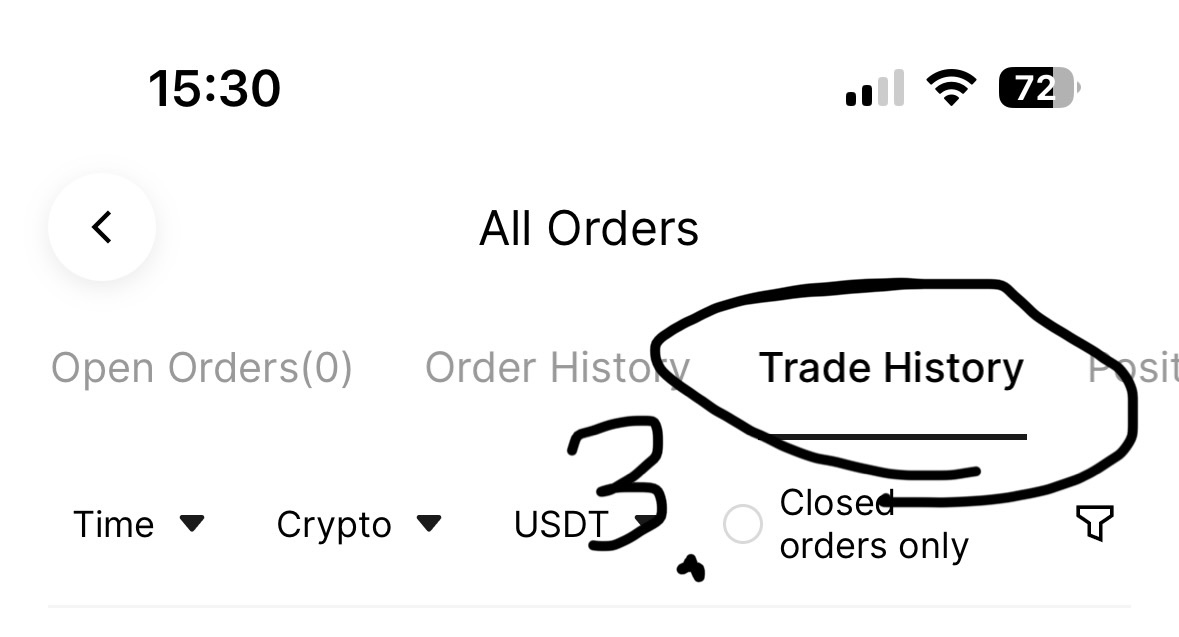 15:30 72
All Orders
Open Orders(0) Order History Trade History Posit
3.
Time Crypto USDT Closed orders only